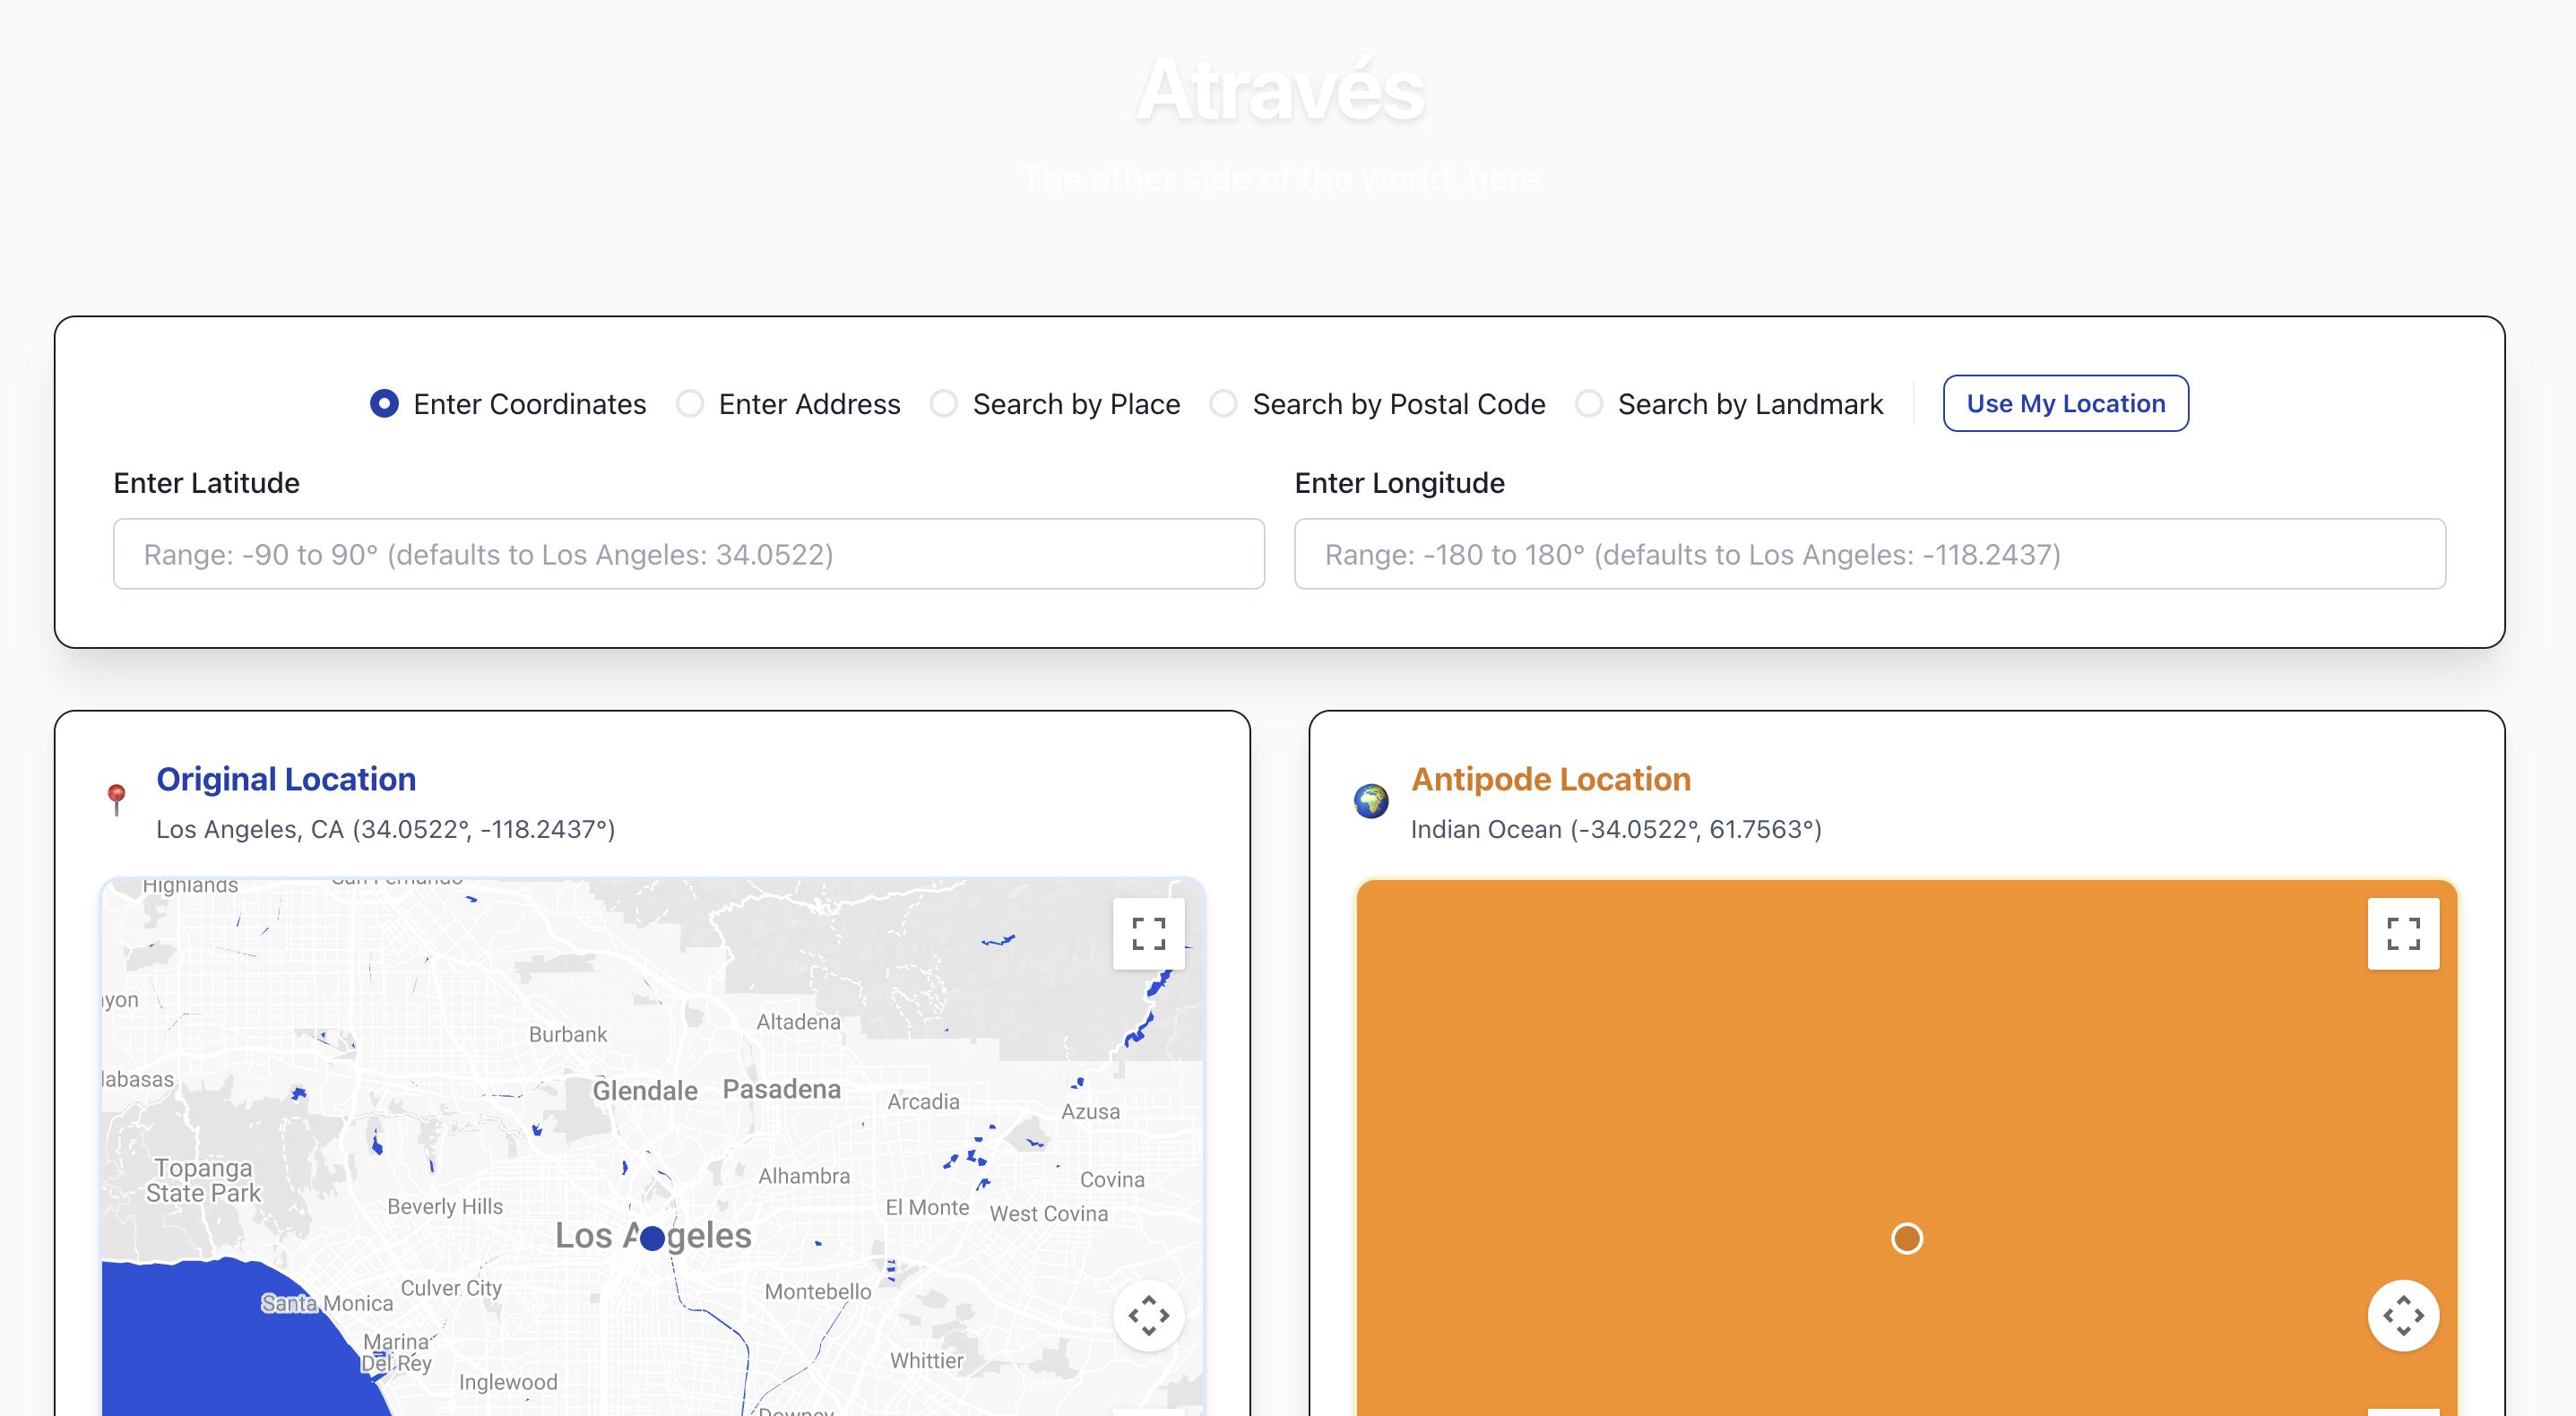 Através
The other side of the world, here
Enter Coordinates
Enter Address
Search by Place
Search by Postal Code
Search by Landmark
Use My Location
Enter Latitude
Enter Longitude
Range: -90 to 90° (defaults to Los Angeles: 34.0522)
Range: -180 to 180° (defaults to Los Angeles: -118.2437)
Original Location
Los Angeles, CA (34.0522°, -118.2437°)
Antipode Location
Indian Ocean (-34.0522°, 61.7563°)
Highlands
yon
Burbank
Altadena
labasas
Glendale
Pasadena
Arcadia
Azusa
Topanga
State Park
Alhambra
Covina
Beverly Hills
El Monte
West Covina
Los Angeles
Culver City
Montebello
Santa Monica
Marina
Del Rey
Whittier
Inglewood
Downey